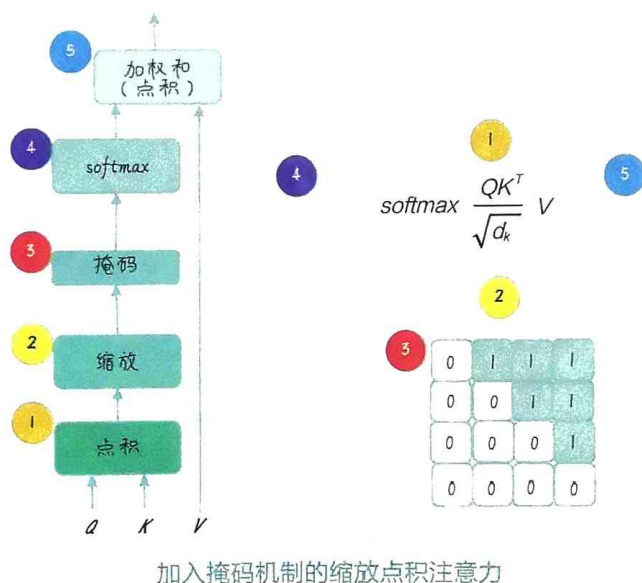 5
加权和
(点积)
4
softmax
3
掩码
2
缩放
1
点积
Q K V
1
4
softmax QK^T / √d_k V
5
2
3
0 1 1 1
0 0 1 1
0 0 0 1
0 0 0 0
加入掩码机制的缩放点积注意力